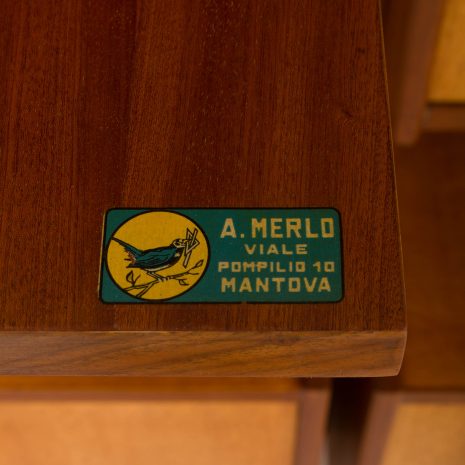 A. MERLO
VIALE
POMPILIO 10
MANTOVA